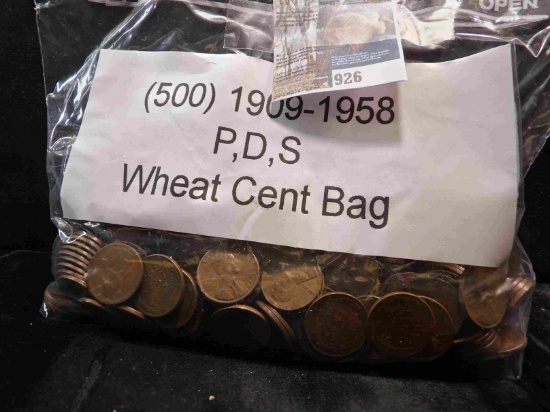 OPEN
926
(500) 1909-1958
P,D,S
Wheat Cent Bag